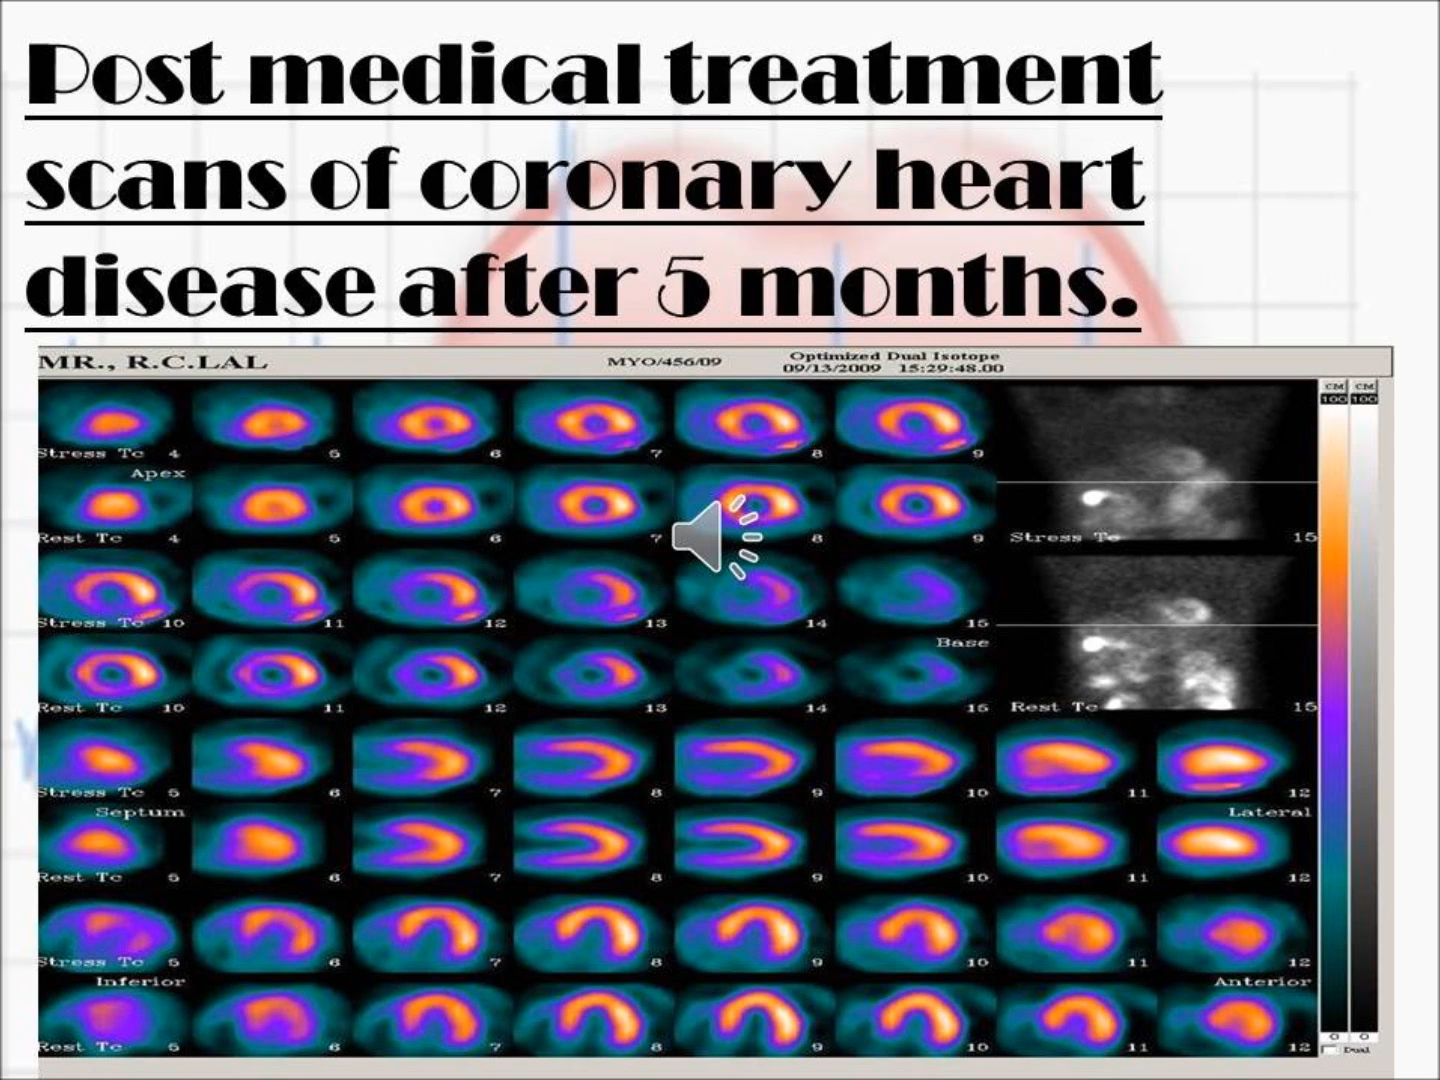 Post medical treatment
scans of coronary heart
disease after 5 months.
MR., R.C.LAL MYO/456/09 Optimized Dual Isotope
09/13/2009 15:29:48.00
CM CM
100 100
Stress Tc 4 5 6 7 8 9
Apex
Rest Tc 4 5 6 7 8 9
Stress Tc 15
Stress Tc 10 11 12 13 14 15
Base
Rest Tc 10 11 12 13 14 15
Rest Tc 15
Stress Tc 5 6 7 8 9 10 11 12
Septum Lateral
Rest Tc 5 6 7 8 9 10 11 12
Stress Tc 5 6 7 8 9 10 11 12
Inferior Anterior
Rest Tc 5 6 7 8 9 10 11 12
0 0
Dual